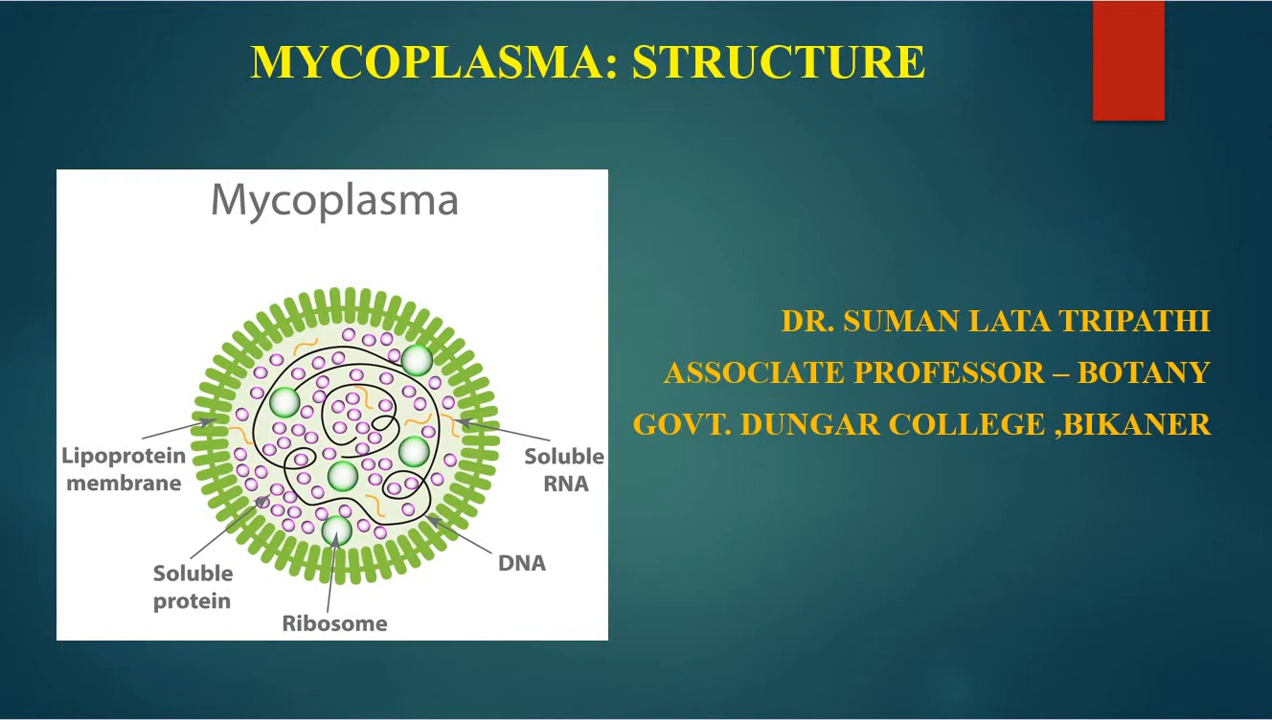 MYCOPLASMA: STRUCTURE
Mycoplasma
Lipoprotein
membrane
Soluble
protein
Ribosome
DNA
Soluble
RNA
DR. SUMAN LATA TRIPATHI
ASSOCIATE PROFESSOR – BOTANY
GOVT. DUNGAR COLLEGE ,BIKANER